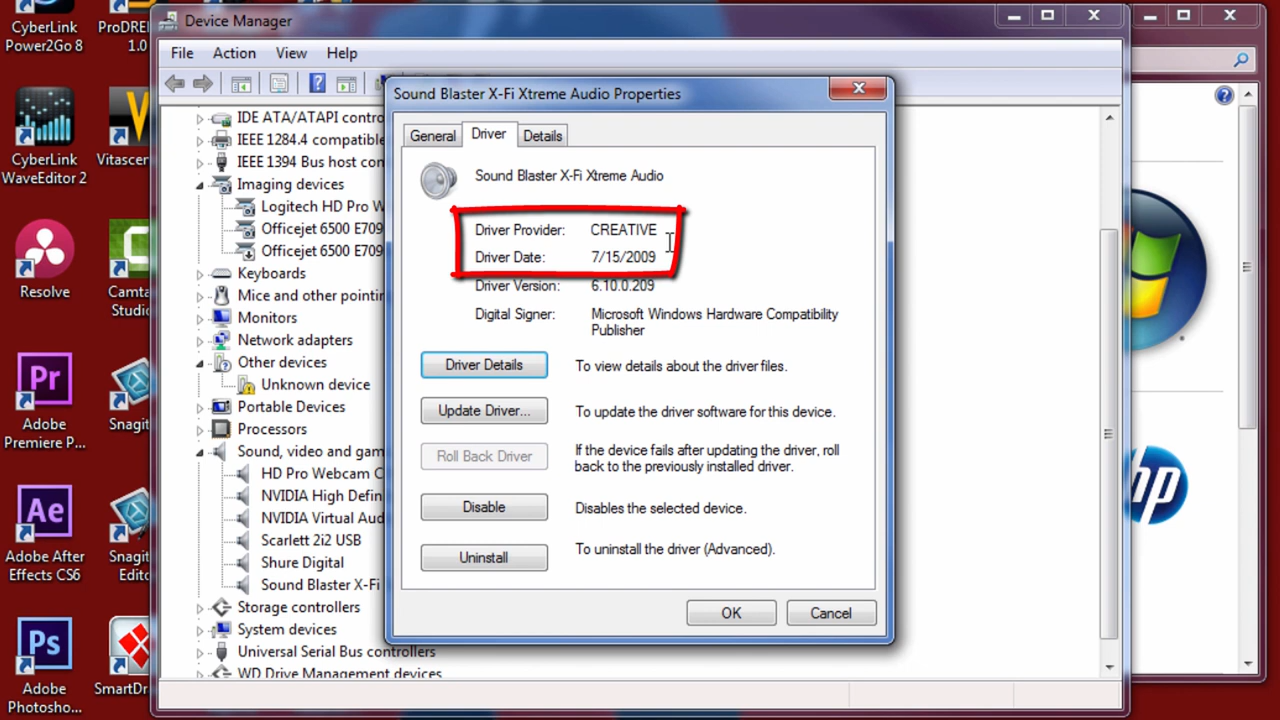 CyberLink
Power2Go 8
ProDRE
1.0
CyberLink
WaveEditor 2
Vitasce
Resolve
Camta
Studi
Adobe
Premiere P...
Snagi
Adobe After
Effects CS6
Snagi
Edito
Adobe
Photosho...
SmartDr
Pr
Ae
Ps
Device Manager
File Action View Help
IDE ATA/ATAPI contro
IEEE 1284.4 compatible
IEEE 1394 Bus host con
Imaging devices
Logitech HD Pro W
Officejet 6500 E709
Officejet 6500 E709
Keyboards
Mice and other pointin
Monitors
Network adapters
Other devices
Unknown device
Portable Devices
Processors
Sound, video and gam
HD Pro Webcam C
NVIDIA High Defin
NVIDIA Virtual Aud
Scarlett 2i2 USB
Shure Digital
Sound Blaster X-Fi
Storage controllers
System devices
Universal Serial Bus controllers
WD Drive Management devices
Sound Blaster X-Fi Xtreme Audio Properties
General Driver Details
Sound Blaster X-Fi Xtreme Audio
Driver Provider: CREATIVE
Driver Date: 7/15/2009
Driver Version: 6.10.0.209
Digital Signer: Microsoft Windows Hardware Compatibility
Publisher
Driver Details To view details about the driver files.
Update Driver... To update the driver software for this device.
Roll Back Driver If the device fails after updating the driver, roll
back to the previously installed driver.
Disable Disables the selected device.
Uninstall To uninstall the driver (Advanced).
OK Cancel
hp